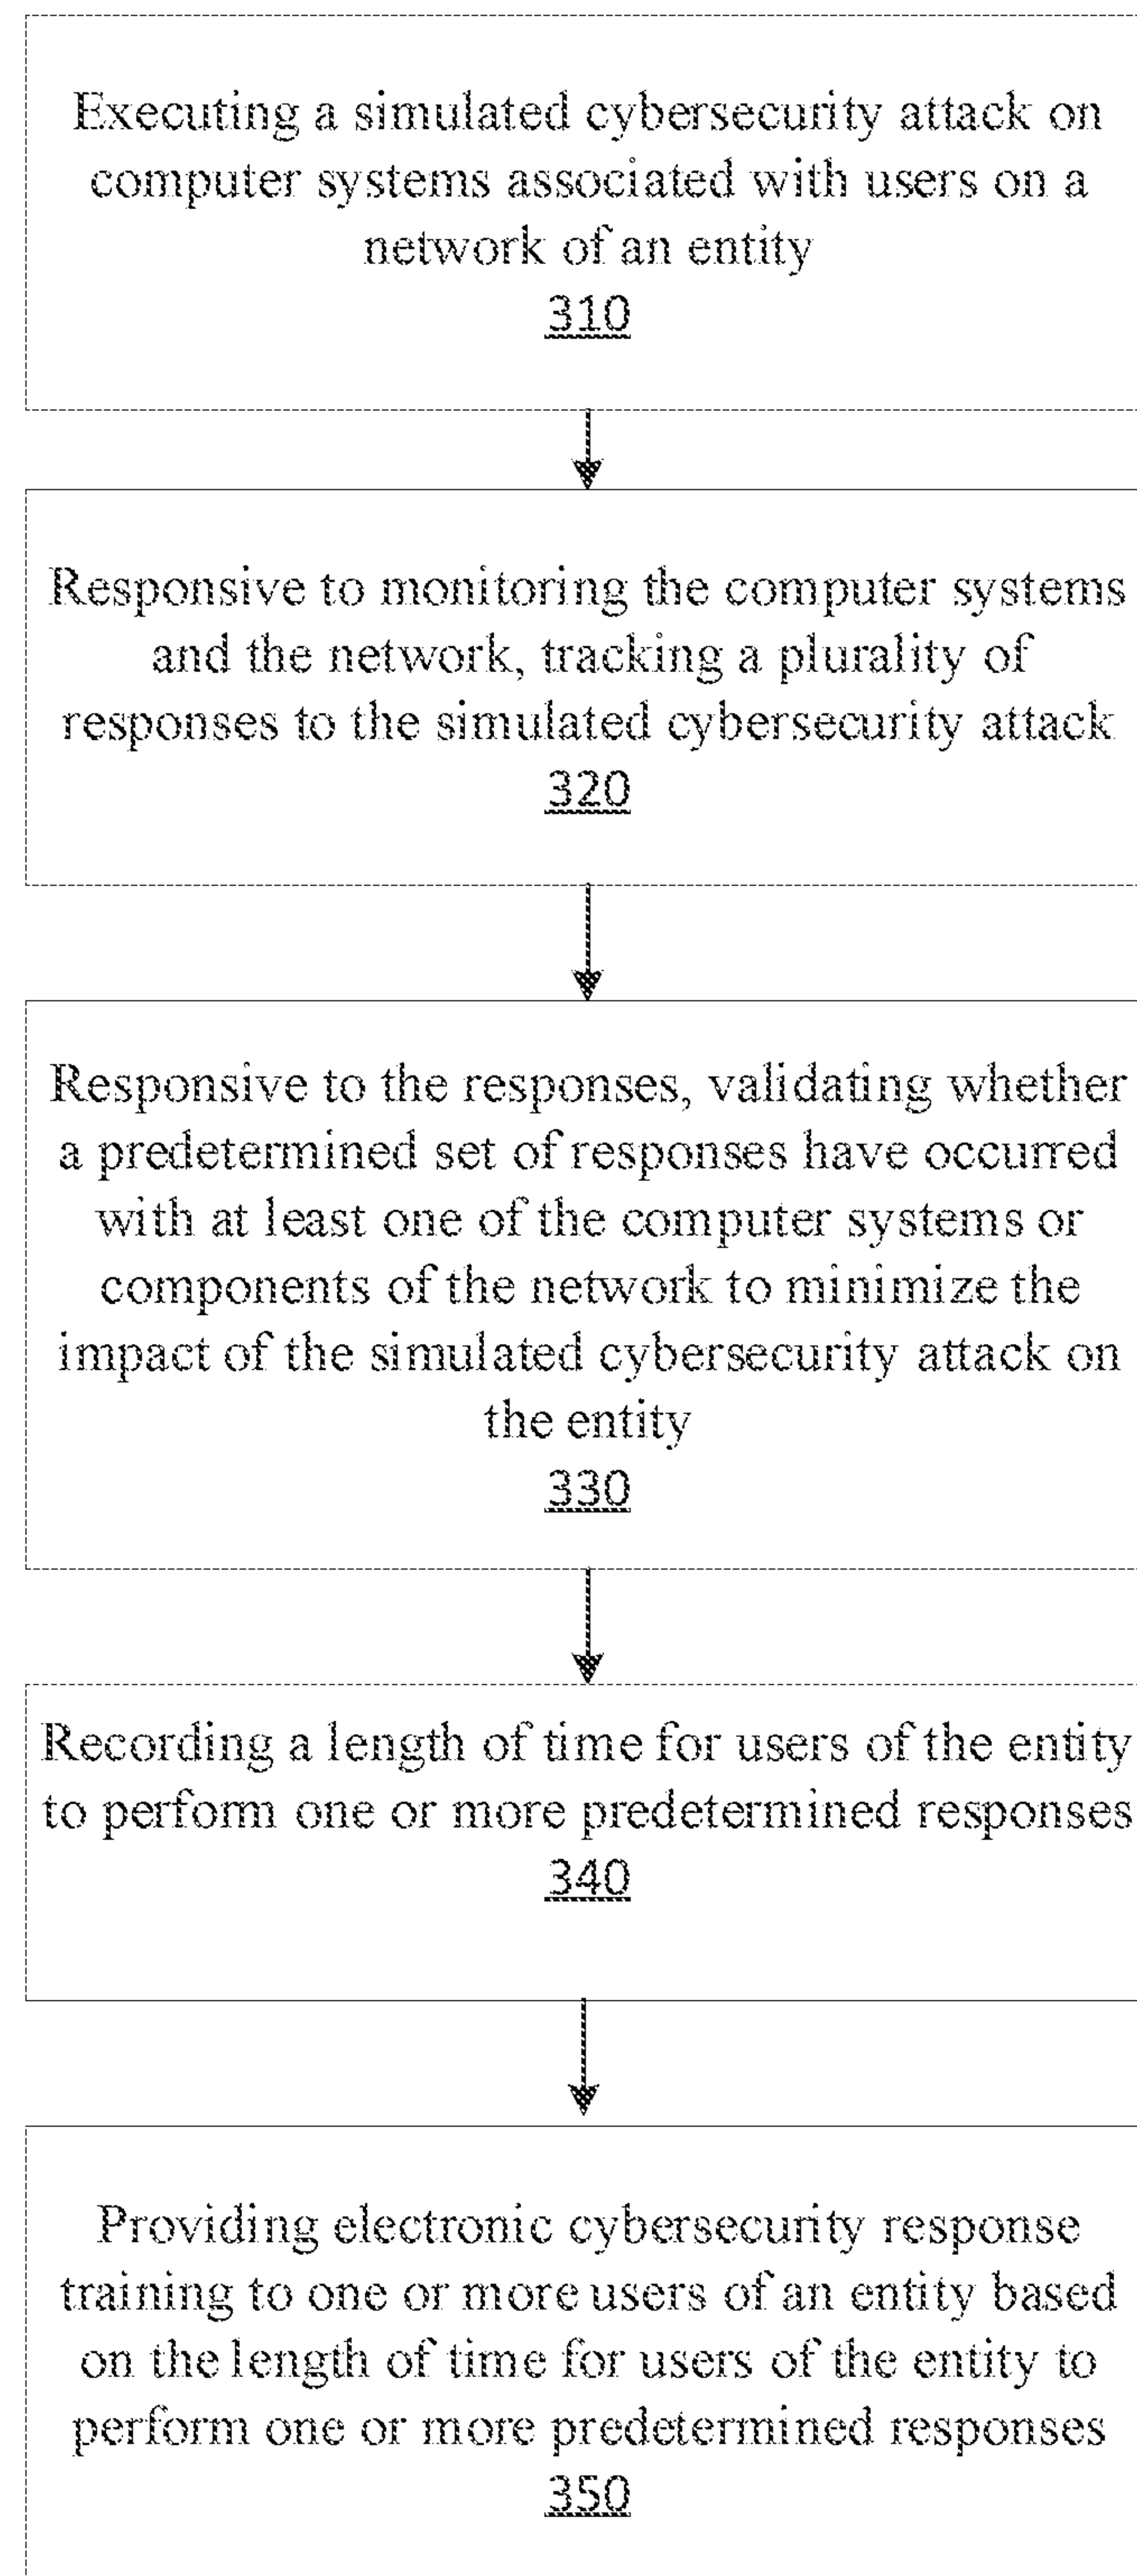 Executing a simulated cybersecurity attack on
computer systems associated with users on a
network of an entity
310
Responsive to monitoring the computer systems
and the network, tracking a plurality of
responses to the simulated cybersecurity attack
320
Responsive to the responses, validating whether
a predetermined set of responses have occurred
with at least one of the computer systems or
components of the network to minimize the
impact of the simulated cybersecurity attack on
the entity
330
Recording a length of time for users of the entity
to perform one or more predetermined responses
340
Providing electronic cybersecurity response
training to one or more users of an entity based
on the length of time for users of the entity to
perform one or more predetermined responses
350